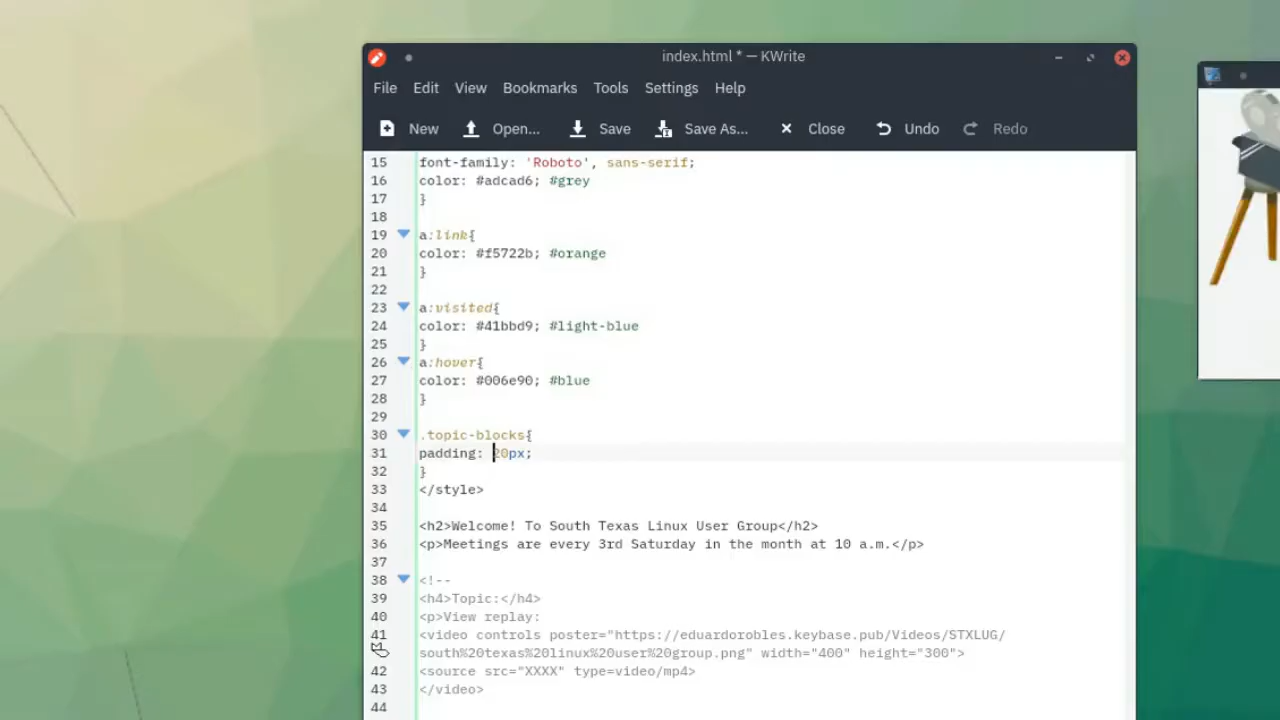 index.html * — KWrite
File Edit View Bookmarks Tools Settings Help
New Open... Save Save As... Close Undo Redo
15 font-family: 'Roboto', sans-serif;
16 color: #adcad6; #grey
17 }
18
19 a:link{
20 color: #f5722b; #orange
21 }
22
23 a:visited{
24 color: #41bbd9; #light-blue
25 }
26 a:hover{
27 color: #006e90; #blue
28 }
29
30 .topic-blocks{
31 padding: 20px;
32 }
33 </style>
34
35 <h2>Welcome! To South Texas Linux User Group</h2>
36 <p>Meetings are every 3rd Saturday in the month at 10 a.m.</p>
37
38 <!--
39 <h4>Topic:</h4>
40 <p>View replay:
41 <video controls poster="https://eduardorobles.keybase.pub/Videos/STXLUG/
south%20texas%20linux%20user%20group.png" width="400" height="300">
42 <source src="XXXX" type=video/mp4>
43 </video>
44